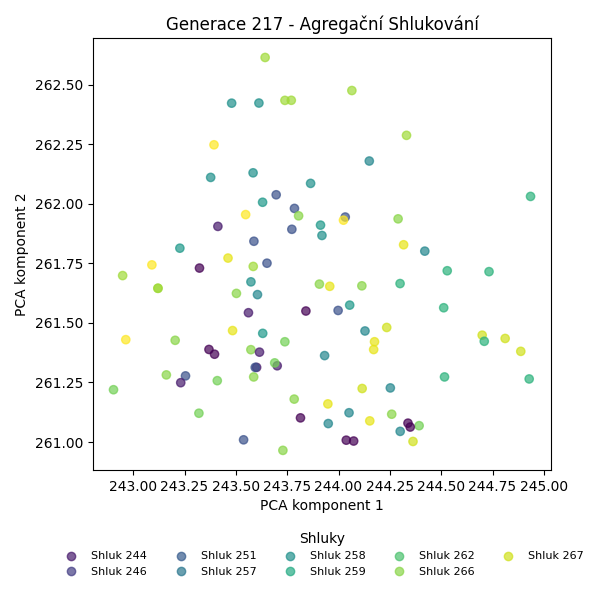 Generace 217 - Agregační Shlukování
PCA komponent 2
262.50
262.25
262.00
261.75
261.50
261.25
261.00
243.00 243.25 243.50 243.75 244.00 244.25 244.50 244.75 245.00
PCA komponent 1
Shluky
Shluk 244 Shluk 251 Shluk 258 Shluk 262 Shluk 267
Shluk 246 Shluk 257 Shluk 259 Shluk 266